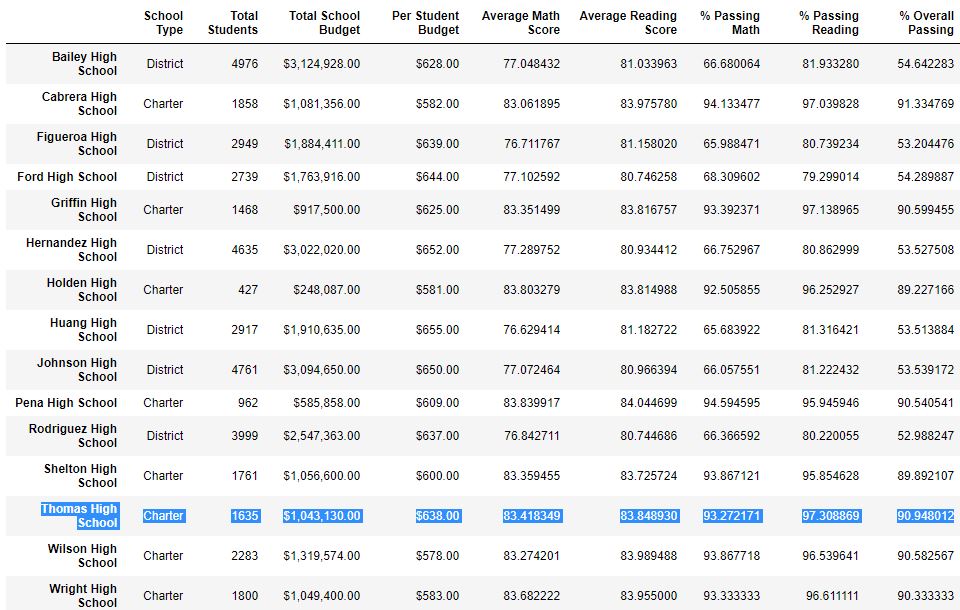 School Type Total Students Total School Budget Per Student Budget Average Math Score Average Reading Score % Passing Math % Passing Reading % Overall Passing
Bailey High School District 4976 $3,124,928.00 $628.00 77.048432 81.033963 66.680064 81.933280 54.642283
Cabrera High School Charter 1858 $1,081,356.00 $582.00 83.061895 83.975780 94.133477 97.039828 91.334769
Figueroa High School District 2949 $1,884,411.00 $639.00 76.711767 81.158020 65.988471 80.739234 53.204476
Ford High School District 2739 $1,763,916.00 $644.00 77.102592 80.746258 68.309602 79.299014 54.289887
Griffin High School Charter 1468 $917,500.00 $625.00 83.351499 83.816757 93.392371 97.138965 90.599455
Hernandez High School District 4635 $3,022,020.00 $652.00 77.289752 80.934412 66.752967 80.862999 53.527508
Holden High School Charter 427 $248,087.00 $581.00 83.803279 83.814988 92.505855 96.252927 89.227166
Huang High School District 2917 $1,910,635.00 $655.00 76.629414 81.182722 65.683922 81.316421 53.513884
Johnson High School District 4761 $3,094,650.00 $650.00 77.072464 80.966394 66.057551 81.222432 53.539172
Pena High School Charter 962 $585,858.00 $609.00 83.839917 84.044699 94.594595 95.945946 90.540541
Rodriguez High School District 3999 $2,547,363.00 $637.00 76.842711 80.744686 66.366592 80.220055 52.988247
Shelton High School Charter 1761 $1,056,600.00 $600.00 83.359455 83.725724 93.867121 95.854628 89.892107
Thomas High School Charter 1635 $1,043,130.00 $638.00 83.418349 83.848930 93.272171 97.308869 90.948012
Wilson High School Charter 2283 $1,319,574.00 $578.00 83.274201 83.989488 93.867718 96.539641 90.582567
Wright High School Charter 1800 $1,049,400.00 $583.00 83.682222 83.955000 93.333333 96.611111 90.333333